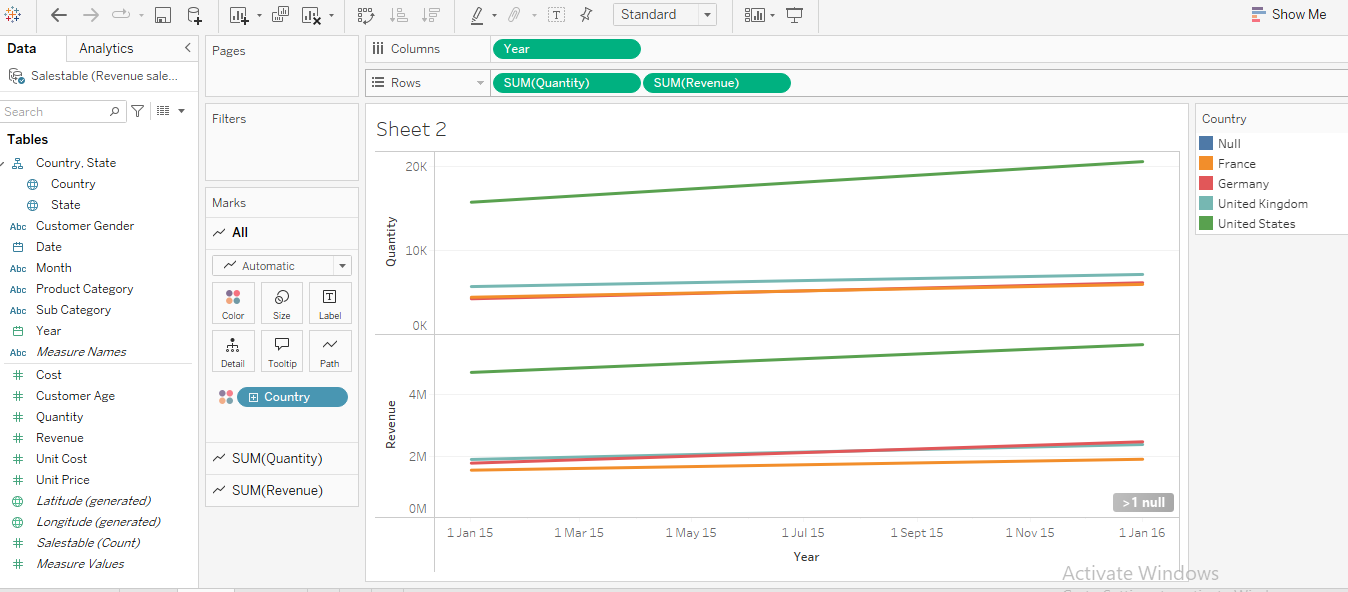 Standard
Show Me
Data
Analytics
Salestable (Revenue sale...
Search
Tables
Country, State
Country
State
Abc Customer Gender
Date
Abc Month
Abc Product Category
Abc Sub Category
Year
Abc Measure Names
Cost
Customer Age
Quantity
Revenue
Unit Cost
Unit Price
Latitude (generated)
Longitude (generated)
Salestable (Count)
Measure Values
Pages
Filters
Marks
All
Automatic
Color
Size
Label
Detail
Tooltip
Path
Country
SUM(Quantity)
SUM(Revenue)
Columns
Year
Rows
SUM(Quantity)
SUM(Revenue)
Sheet 2
Quantity
20K
10K
0K
Revenue
4M
2M
0M
>1 null
1 Jan 15
1 Mar 15
1 May 15
1 Jul 15
1 Sept 15
1 Nov 15
1 Jan 16
Year
Country
Null
France
Germany
United Kingdom
United States
Activate Windows